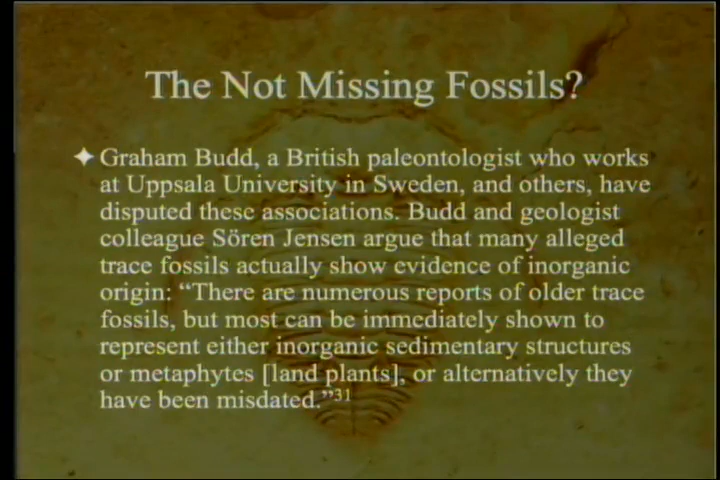 The Not Missing Fossils?
✦ Graham Budd, a British paleontologist who works
at Uppsala University in Sweden, and others, have
disputed these associations. Budd and geologist
colleague Sören Jensen argue that many alleged
trace fossils actually show evidence of inorganic
origin: “There are numerous reports of older trace
fossils, but most can be immediately shown to
represent either inorganic sedimentary structures
or metaphytes [land plants], or alternatively they
have been misdated.”31